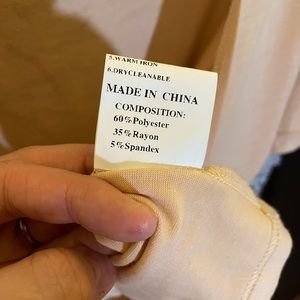 5.WARM IRON
6.DRYCLEANABLE
MADE IN CHINA
COMPOSITION:
60%Polyester
35%Rayon
5%Spandex